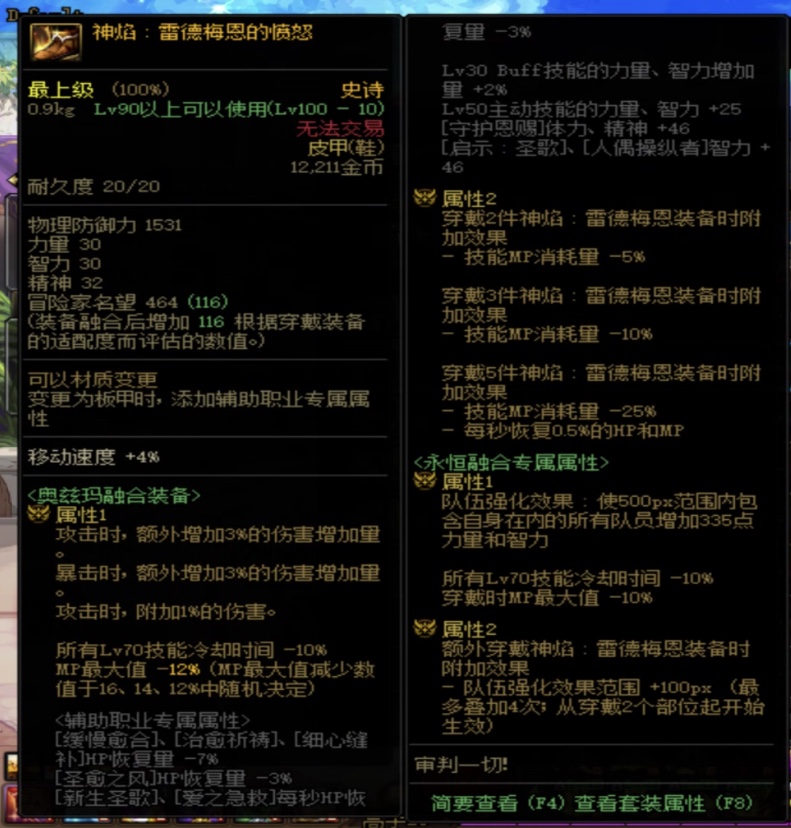 神焰：雷德梅恩的愤怒
最上级 (100%)
史诗
0.9kg Lv90以上可以使用(Lv100 - 10)
无法交易
皮甲(鞋)
12,211金币
耐久度 20/20
物理防御力 1531
力量 30
智力 30
精神 32
冒险家名望 464 (116)
(装备融合后增加 116 根据穿戴装备
的适配度而评估的数值。)
可以材质变更
变更为板甲时，添加辅助职业专属属
性
移动速度 +4%
<奥兹玛融合装备>
属性1
攻击时，额外增加3%的伤害增加量
。
暴击时，额外增加3%的伤害增加量
。
攻击时，附加1%的伤害。
所有Lv70技能冷却时间 -10%
MP最大值 -12% (MP最大值减少数
值于16、14、12%中随机决定)
<辅助职业专属属性>
[缓慢愈合]、[治愈祈祷]、[细心缝
补]HP恢复量 -7%
[圣愈之风]HP恢复量 -3%
[新生圣歌]、[爱之急救]每秒HP恢
复量 -3%
Lv30 Buff技能的力量、智力增加
量 +2%
Lv50主动技能的力量、智力 +25
[守护恩赐]体力、精神 +46
[启示：圣歌]、[人偶操纵者]智力 +
46
属性2
穿戴2件神焰：雷德梅恩装备时附
加效果
- 技能MP消耗量 -5%
穿戴3件神焰：雷德梅恩装备时附
加效果
- 技能MP消耗量 -10%
穿戴5件神焰：雷德梅恩装备时附
加效果
- 技能MP消耗量 -25%
- 每秒恢复0.5%的HP和MP
<永恒融合专属属性>
属性1
队伍强化效果：使500px范围内包
含自身在内的所有队员增加335点
力量和智力
所有Lv70技能冷却时间 -10%
穿戴时MP最大值 -10%
属性2
额外穿戴神焰：雷德梅恩装备时
附加效果
- 队伍强化效果范围 +100px （最
多叠加4次；从穿戴2个部位起开始
生效）
审判一切!
简要查看 (F4) 查看套装属性 (F8)